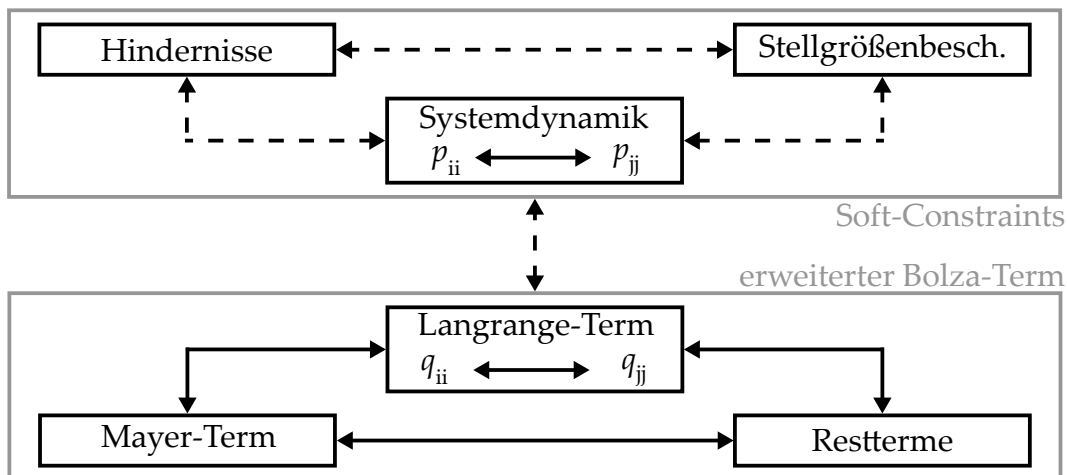 Hindernisse
Stellgrößenbesch.
Systemdynamik
p_ii p_jj
Soft-Constraints
erweiterter Bolza-Term
Langrange-Term
q_ii q_jj
Mayer-Term
Restterme